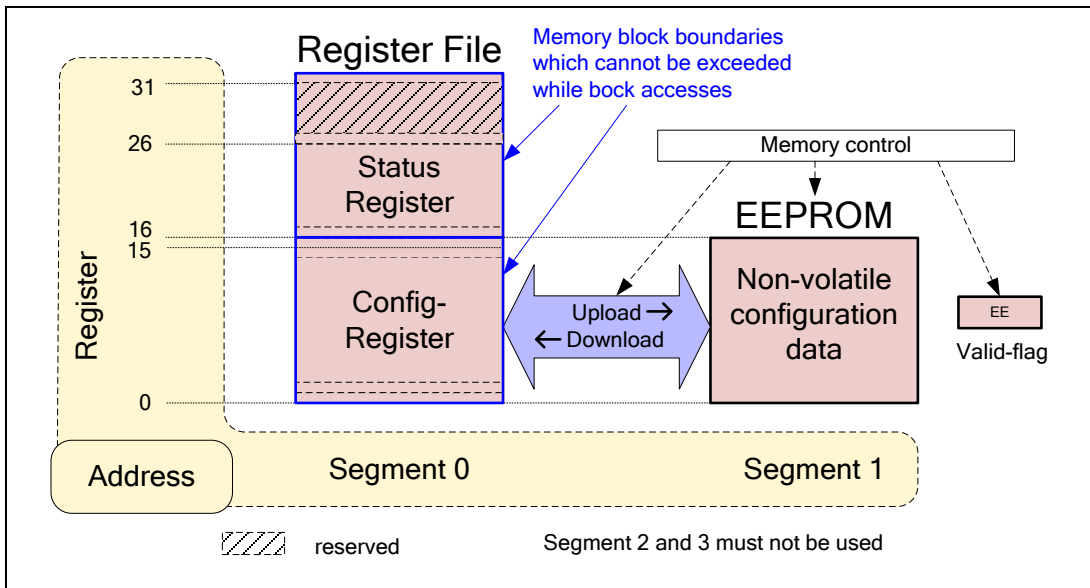 Register File
Memory block boundaries
which cannot be exceeded
while bock accesses
31
26
16
15
0
Register
Status
Register
Config-
Register
Memory control
EEPROM
Upload →
← Download
Non-volatile
configuration
data
EE
Valid-flag
Address
Segment 0
Segment 1
reserved
Segment 2 and 3 must not be used